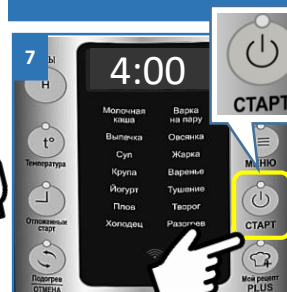 7
4:00
СТАРТ
Ы
Н
Молочная каша
Варка на пару
Выпечка
Овсянка
Суп
Жарка
Крупа
Варенье
Йогурт
Тушение
Плов
Творог
Холодец
Разогрев
t°
Температура
Отложенный старт
Подогрев
ОТМЕНА
МЕНЮ
СТАРТ
Мой рецепт
PLUS